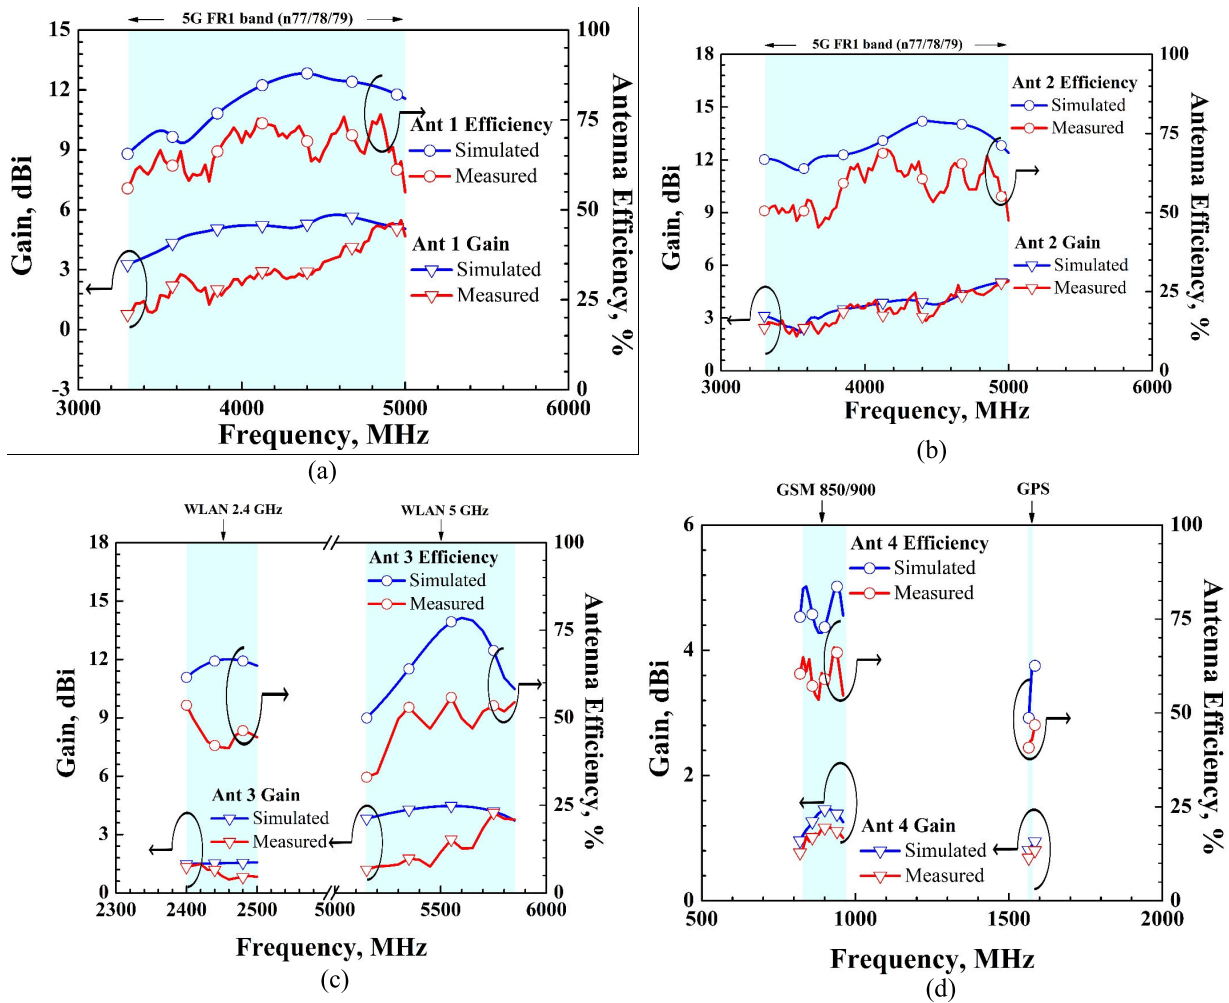 5G FR1 band (n77/78/79)
15
12
9
6
3
0
-3
100
75
50
25
0
3000
4000
5000
6000
Gain, dBi
Antenna Efficiency, %
Frequency, MHz
Ant 1 Efficiency
Simulated
Measured
Ant 1 Gain
Simulated
Measured
(a)
5G FR1 band (n77/78/79)
18
15
12
9
6
3
0
100
75
50
25
0
3000
4000
5000
6000
Gain, dBi
Antenna Efficiency, %
Frequency, MHz
Ant 2 Efficiency
Simulated
Measured
Ant 2 Gain
Simulated
Measured
(b)
WLAN 2.4 GHz
WLAN 5 GHz
18
15
12
9
6
3
0
100
75
50
25
0
2300
2400
2500
5000
5500
6000
Gain, dBi
Antenna Efficiency, %
Frequency, MHz
Ant 3 Efficiency
Simulated
Measured
Ant 3 Gain
Simulated
Measured
(c)
GSM 850/900
GPS
6
4
2
0
100
75
50
25
0
500
1000
1500
2000
Gain, dBi
Antenna Efficiency, %
Frequency, MHz
Ant 4 Efficiency
Simulated
Measured
Ant 4 Gain
Simulated
Measured
(d)